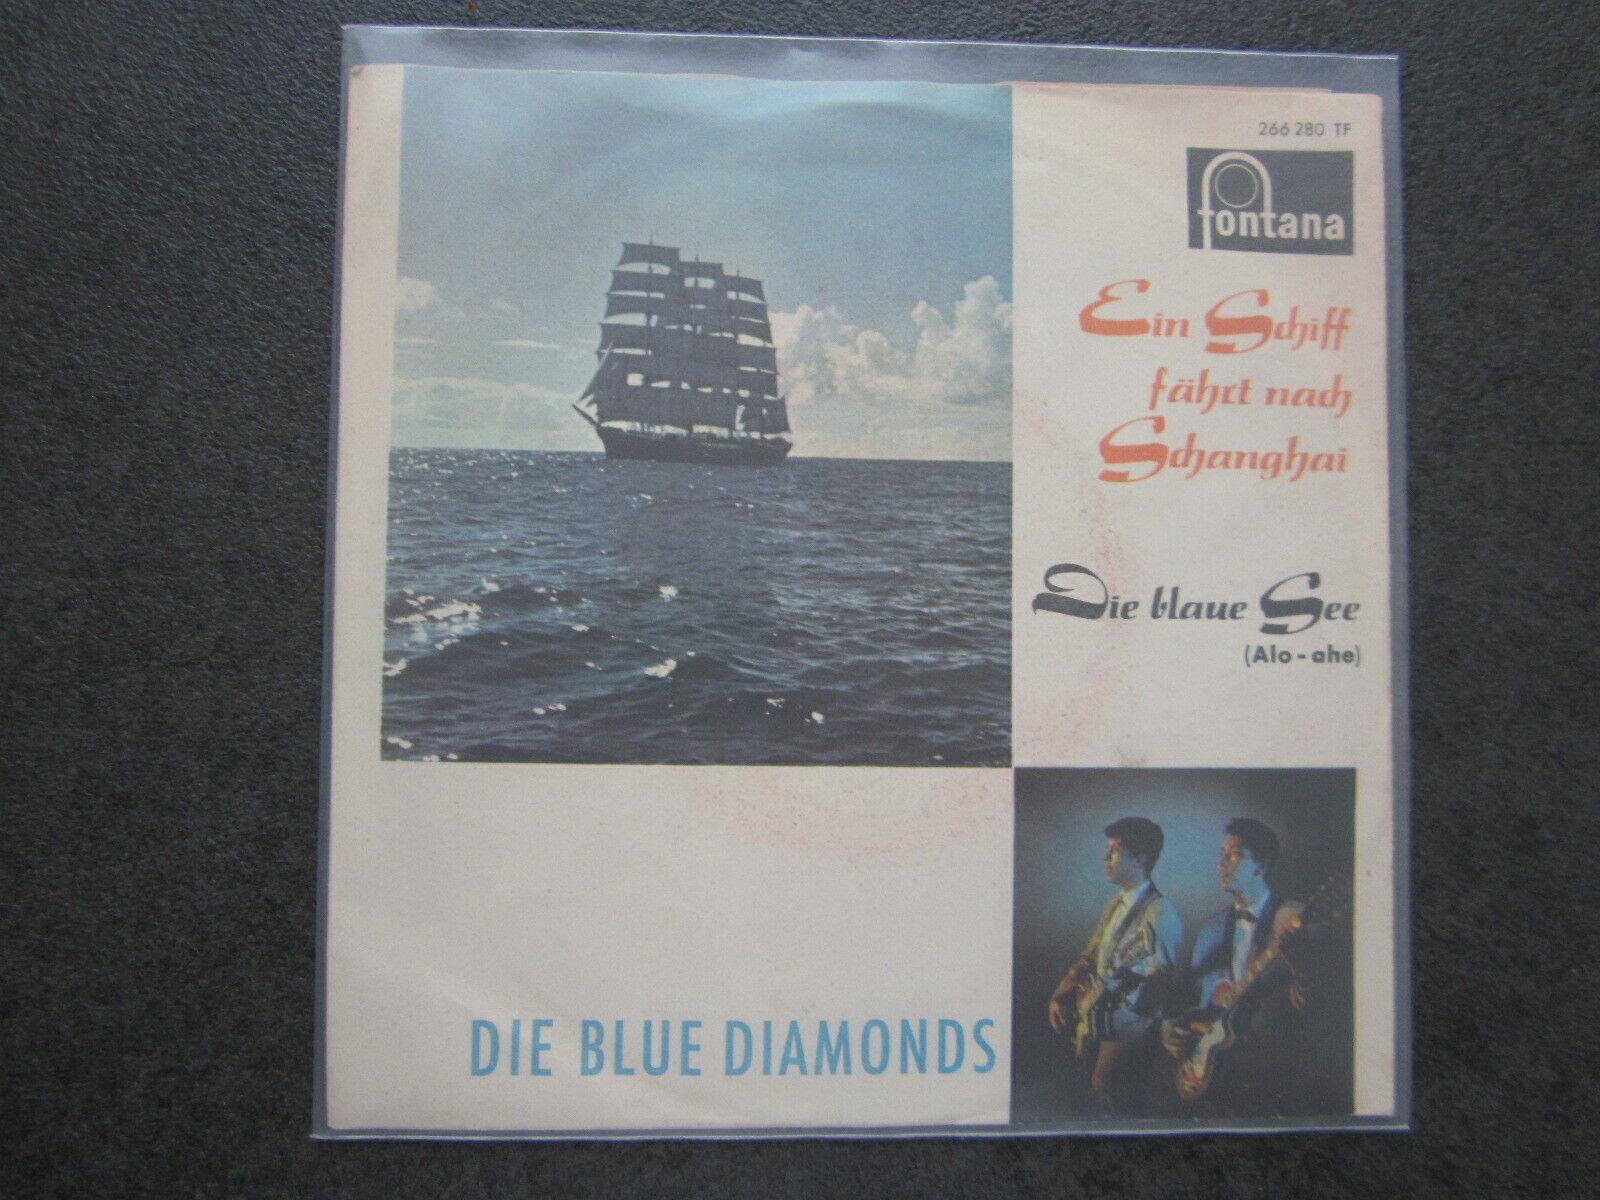 266 280 TF
fontana
Ein Schiff
fährt nach
Schanghai
Die blaue See
(Alo-ahe)
DIE BLUE DIAMONDS